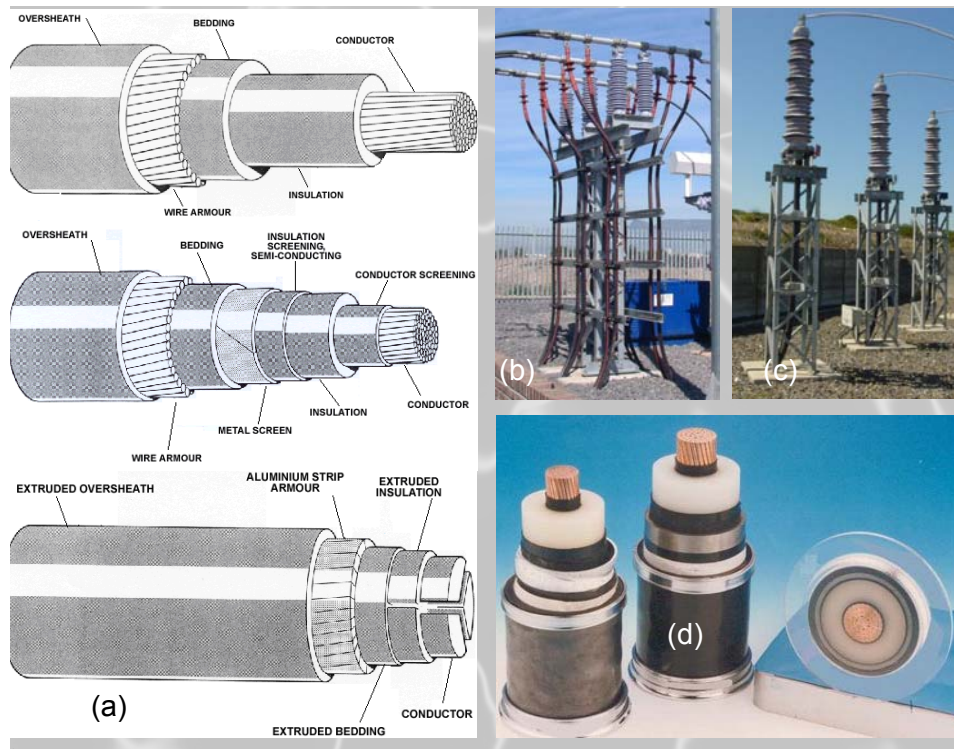 OVERSHEATH
BEDDING
CONDUCTOR
INSULATION
WIRE ARMOUR
OVERSHEATH
BEDDING
INSULATION
SCREENING,
SEMI-CONDUCTING
CONDUCTOR SCREENING
CONDUCTOR
INSULATION
METAL SCREEN
WIRE ARMOUR
EXTRUDED OVERSHEATH
ALUMINIUM STRIP
ARMOUR
EXTRUDED
INSULATION
CONDUCTOR
EXTRUDED BEDDING
(a)
(b)
(c)
(d)